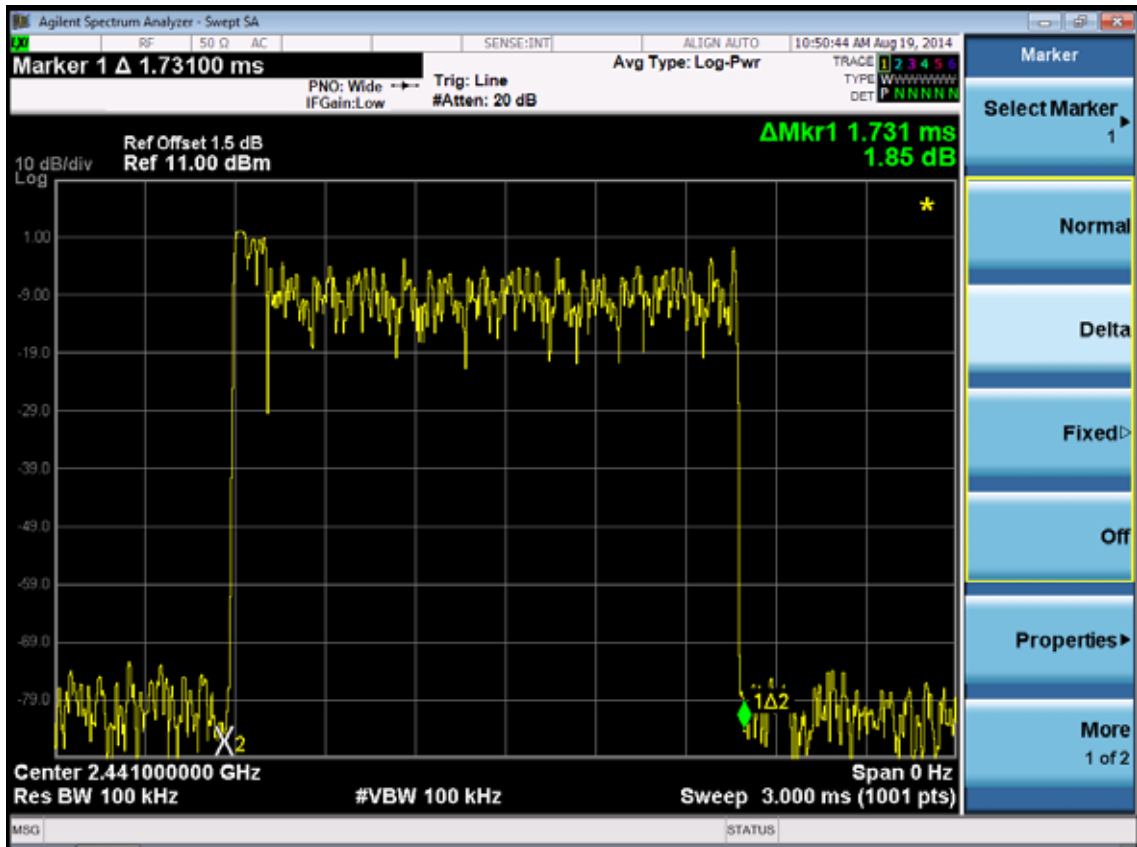 Agilent Spectrum Analyzer - Swept SA
LXI RF 50 Ω AC SENSE:INT ALIGN AUTO 10:50:44 AM Aug 19, 2014
Marker 1 Δ 1.73100 ms
PNO: Wide
IFGain:Low
Trig: Line
#Atten: 20 dB
Avg Type: Log-Pwr
TRACE 1 2 3 4 5 6
TYPE WWWWWWW
DET P N N N N N
Ref Offset 1.5 dB
10 dB/div Ref 11.00 dBm
Log
ΔMkr1 1.731 ms
1.85 dB
*
1.00
-9.00
-19.0
-29.0
-39.0
-49.0
-59.0
-69.0
-79.0
X2
1Δ2
Center 2.441000000 GHz
Span 0 Hz
Res BW 100 kHz
#VBW 100 kHz
Sweep 3.000 ms (1001 pts)
MSG
STATUS
Marker
Select Marker
1
Normal
Delta
Fixed
Off
Properties
More
1 of 2